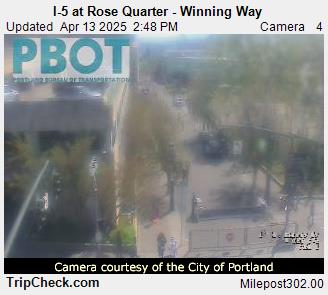 I-5 at Rose Quarter - Winning Way
Updated Apr 13 2025 2:48 PM Camera 4
PBOT
PORTLAND BUREAU OF TRANSPORTATION
Camera courtesy of the City of Portland
TripCheck.com Milepost302.00